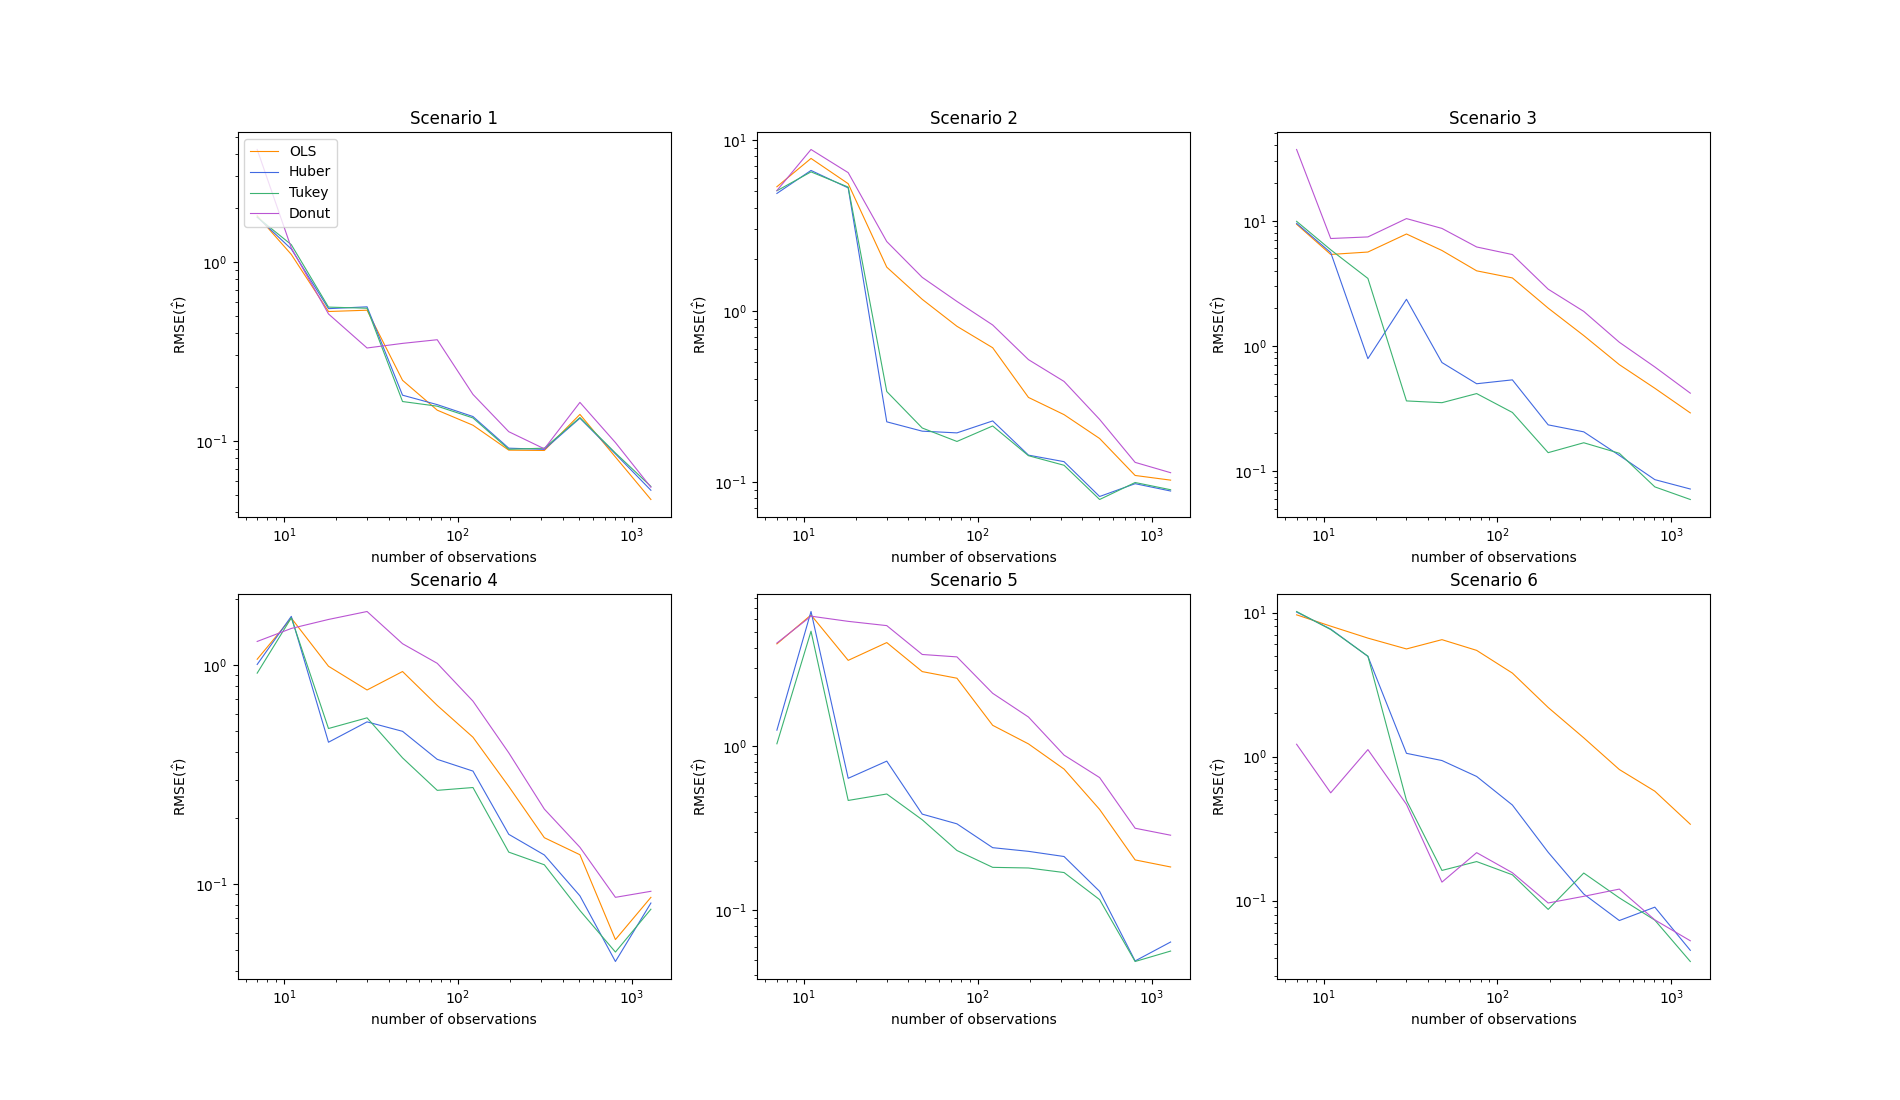 Scenario 1
OLS
Huber
Tukey
Donut
10⁰
10⁻¹
RMSE(τ̂)
10¹ 10² 10³
number of observations
Scenario 2
10¹
10⁰
10⁻¹
RMSE(τ̂)
10¹ 10² 10³
number of observations
Scenario 3
10¹
10⁰
10⁻¹
RMSE(τ̂)
10¹ 10² 10³
number of observations
Scenario 4
10⁰
10⁻¹
RMSE(τ̂)
10¹ 10² 10³
number of observations
Scenario 5
10⁰
10⁻¹
RMSE(τ̂)
10¹ 10² 10³
number of observations
Scenario 6
10¹
10⁰
10⁻¹
RMSE(τ̂)
10¹ 10² 10³
number of observations